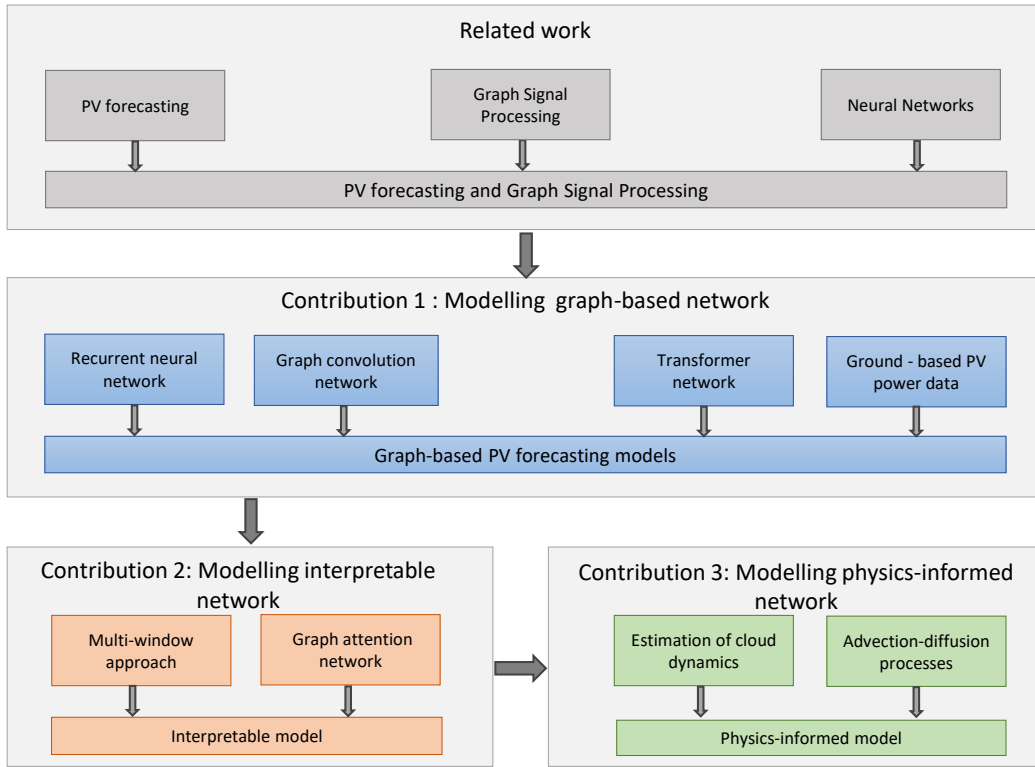 Related work
PV forecasting
Graph Signal
Processing
Neural Networks
PV forecasting and Graph Signal Processing
Contribution 1 : Modelling graph-based network
Recurrent neural
network
Graph convolution
network
Transformer
network
Ground - based PV
power data
Graph-based PV forecasting models
Contribution 2: Modelling interpretable
network
Multi-window
approach
Graph attention
network
Interpretable model
Contribution 3: Modelling physics-informed
network
Estimation of cloud
dynamics
Advection-diffusion
processes
Physics-informed model